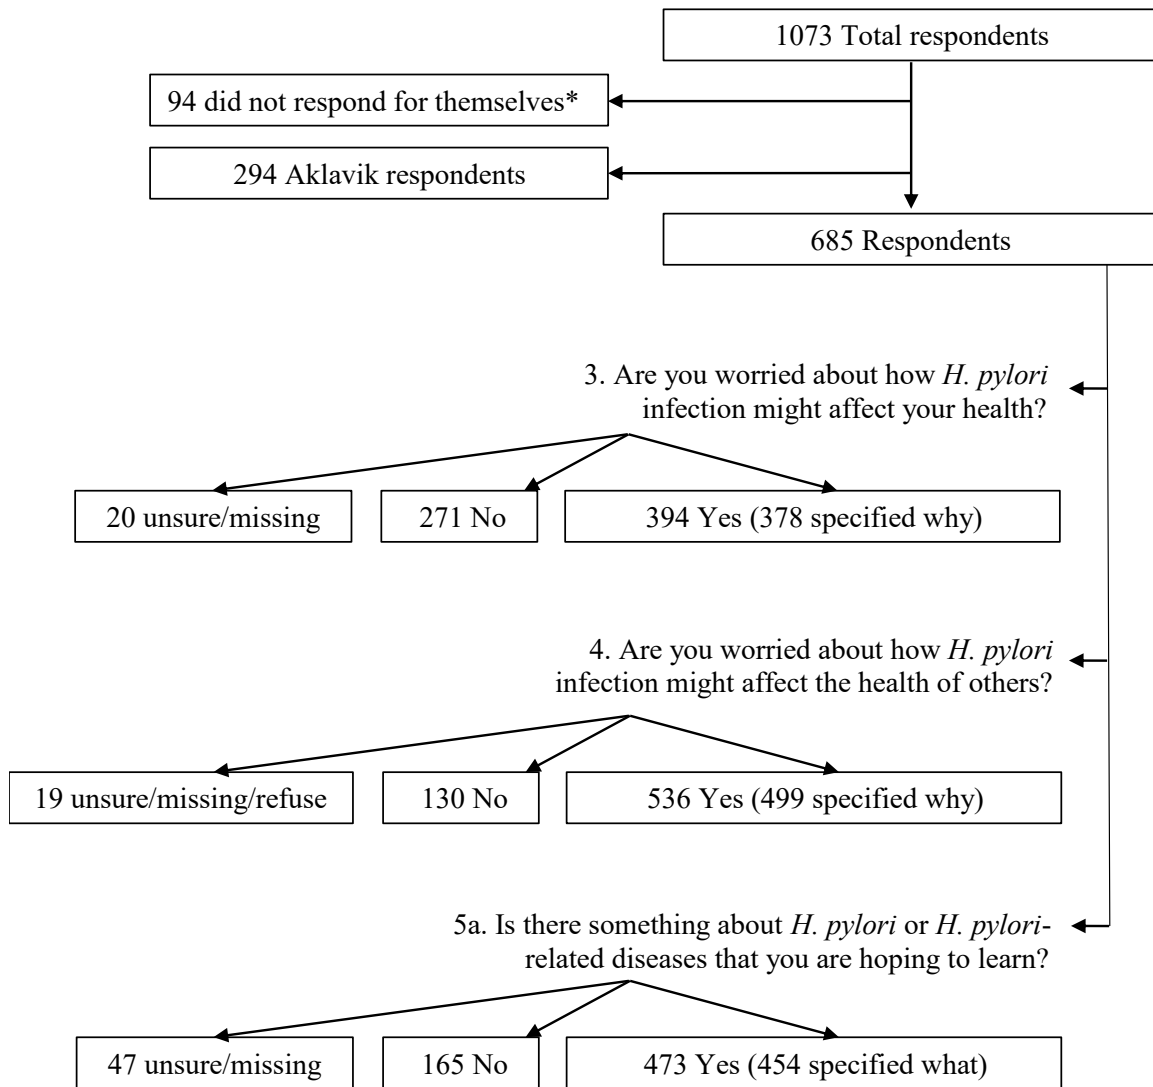 1073 Total respondents
94 did not respond for themselves*
294 Aklavik respondents
685 Respondents
3. Are you worried about how H. pylori
infection might affect your health?
20 unsure/missing
271 No
394 Yes (378 specified why)
4. Are you worried about how H. pylori
infection might affect the health of others?
19 unsure/missing/refuse
130 No
536 Yes (499 specified why)
5a. Is there something about H. pylori or H. pylori-
related diseases that you are hoping to learn?
47 unsure/missing
165 No
473 Yes (454 specified what)